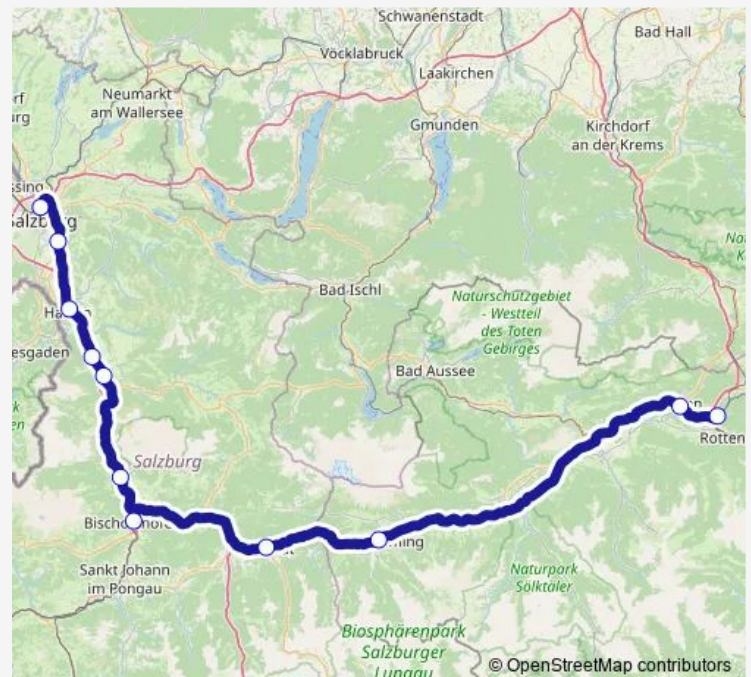 Schwanenstadt
Bad Hall
Vöcklabruck
Laakirchen
Neumarkt
am Wallersee
Gmunden
Kirchdorf
an der Krems
Bad Ischl
Naturschutzgebiet
- Westteil
des Toten
Gebirges
Bad Aussee
Salzburg
Sankt Johann
im Pongau
Naturpark
Sölktäler
Biosphärenpark
Salzburger
Lungau
© OpenStreetMap contributors